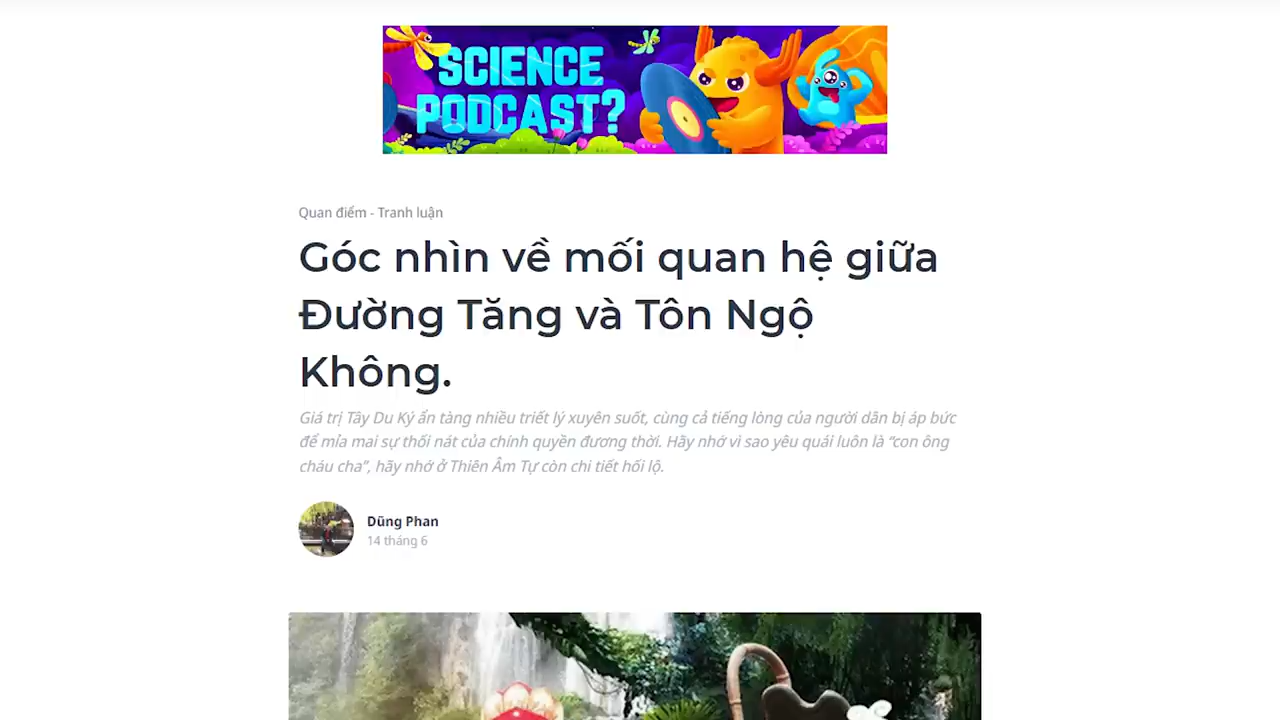 SCIENCE
PODCAST?
Quan điểm - Tranh luận
Góc nhìn về mối quan hệ giữa
Đường Tăng và Tôn Ngộ
Không.
Giá trị Tây Du Ký ẩn tàng nhiều triết lý xuyên suốt, cùng cả tiếng lòng của người dân bị áp bức
để mỉa mai sự thối nát của chính quyền đương thời. Hãy nhớ vì sao yêu quái luôn là “con ông
cháu cha”, hãy nhớ ở Thiên Âm Tự còn chi tiết hối lộ.
Dũng Phan
14 tháng 6